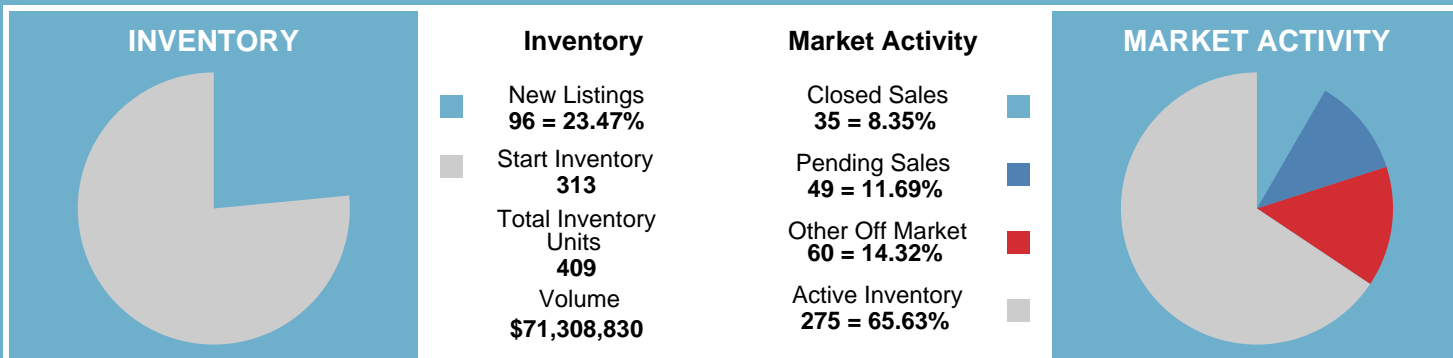 INVENTORY
Inventory
New Listings
96 = 23.47%
Start Inventory
313
Total Inventory
Units
409
Volume
$71,308,830
Market Activity
Closed Sales
35 = 8.35%
Pending Sales
49 = 11.69%
Other Off Market
60 = 14.32%
Active Inventory
275 = 65.63%
MARKET ACTIVITY